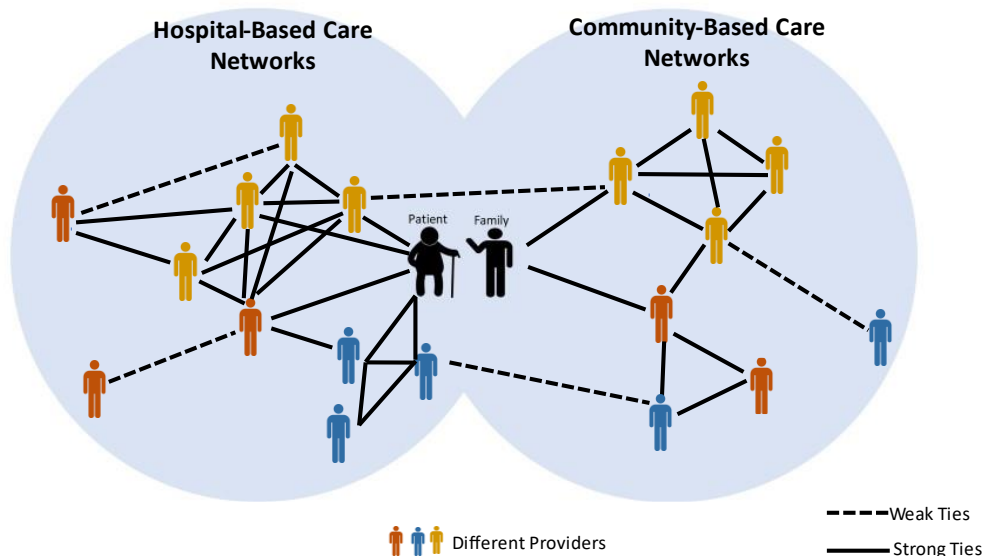 Hospital-Based Care
Networks
Community-Based Care
Networks
Patient
Family
Weak Ties
Different Providers
Strong Ties